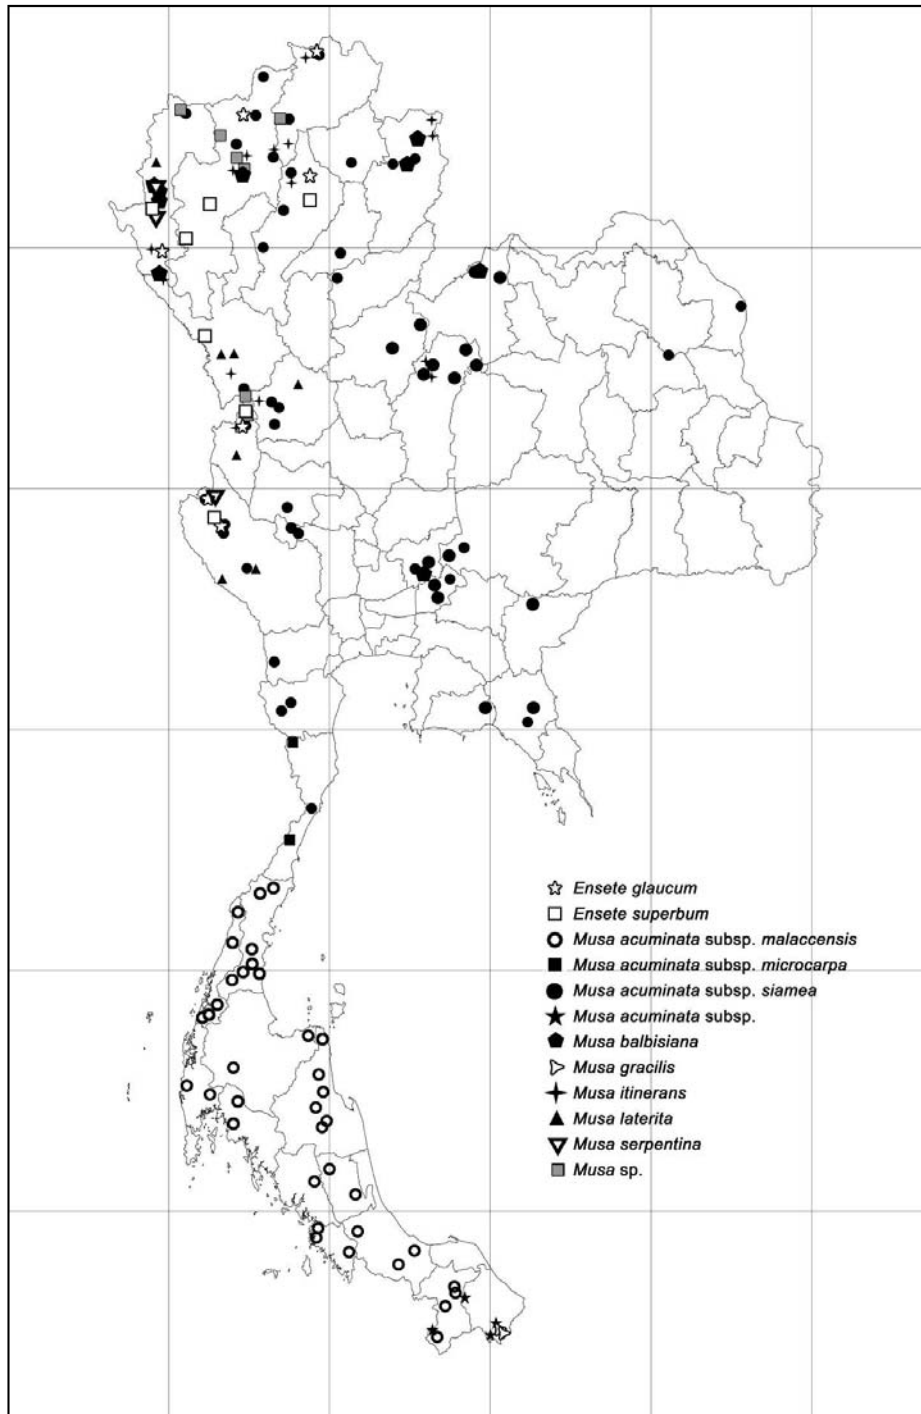 Ensete glaucum
Ensete superbum
Musa acuminata subsp. malaccensis
Musa acuminata subsp. microcarpa
Musa acuminata subsp. siamea
Musa acuminata subsp.
Musa balbisiana
Musa gracilis
Musa itinerans
Musa laterita
Musa serpentina
Musa sp.